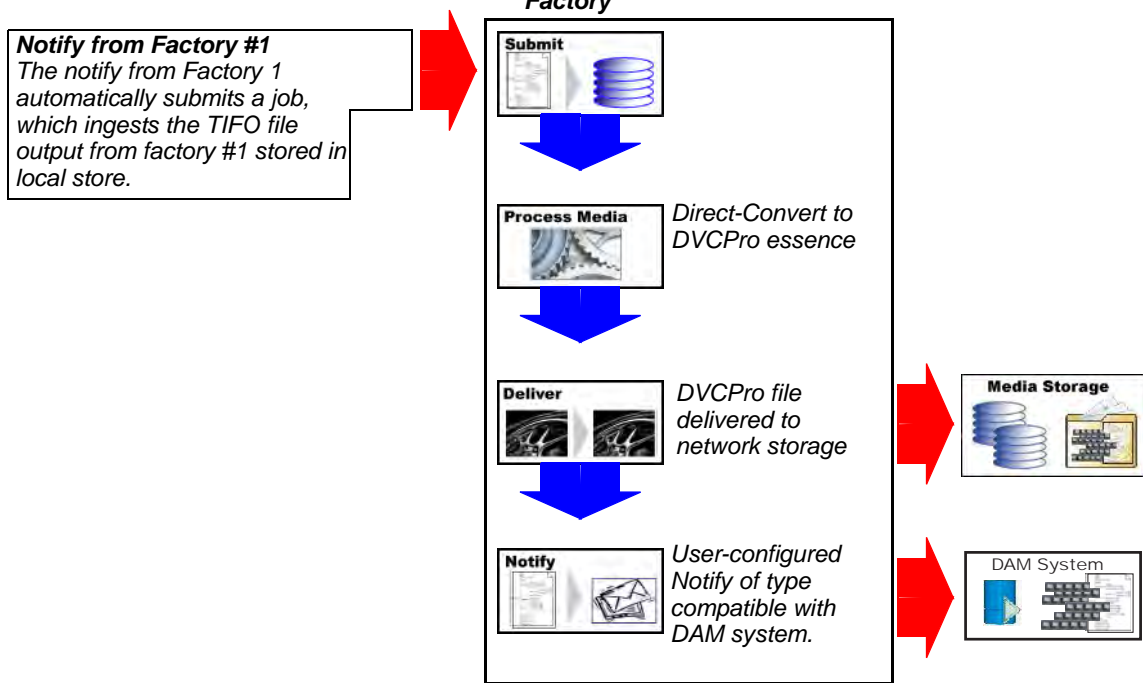 Factory
Notify from Factory #1
The notify from Factory 1
automatically submits a job,
which ingests the TIFO file
output from factory #1 stored in
local store.
Submit
Process Media
Direct-Convert to
DVCPro essence
Deliver
DVCPro file
delivered to
network storage
Media Storage
Notify
User-configured
Notify of type
compatible with
DAM system.
DAM System